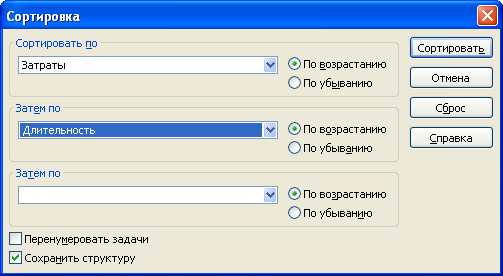 Сортировка
Сортировать по
Затраты
По возрастанию
По убыванию
Затем по
Длительность
По возрастанию
По убыванию
Затем по
По возрастанию
По убыванию
Перенумеровать задачи
Сохранить структуру
Сортировать
Отмена
Сброс
Справка